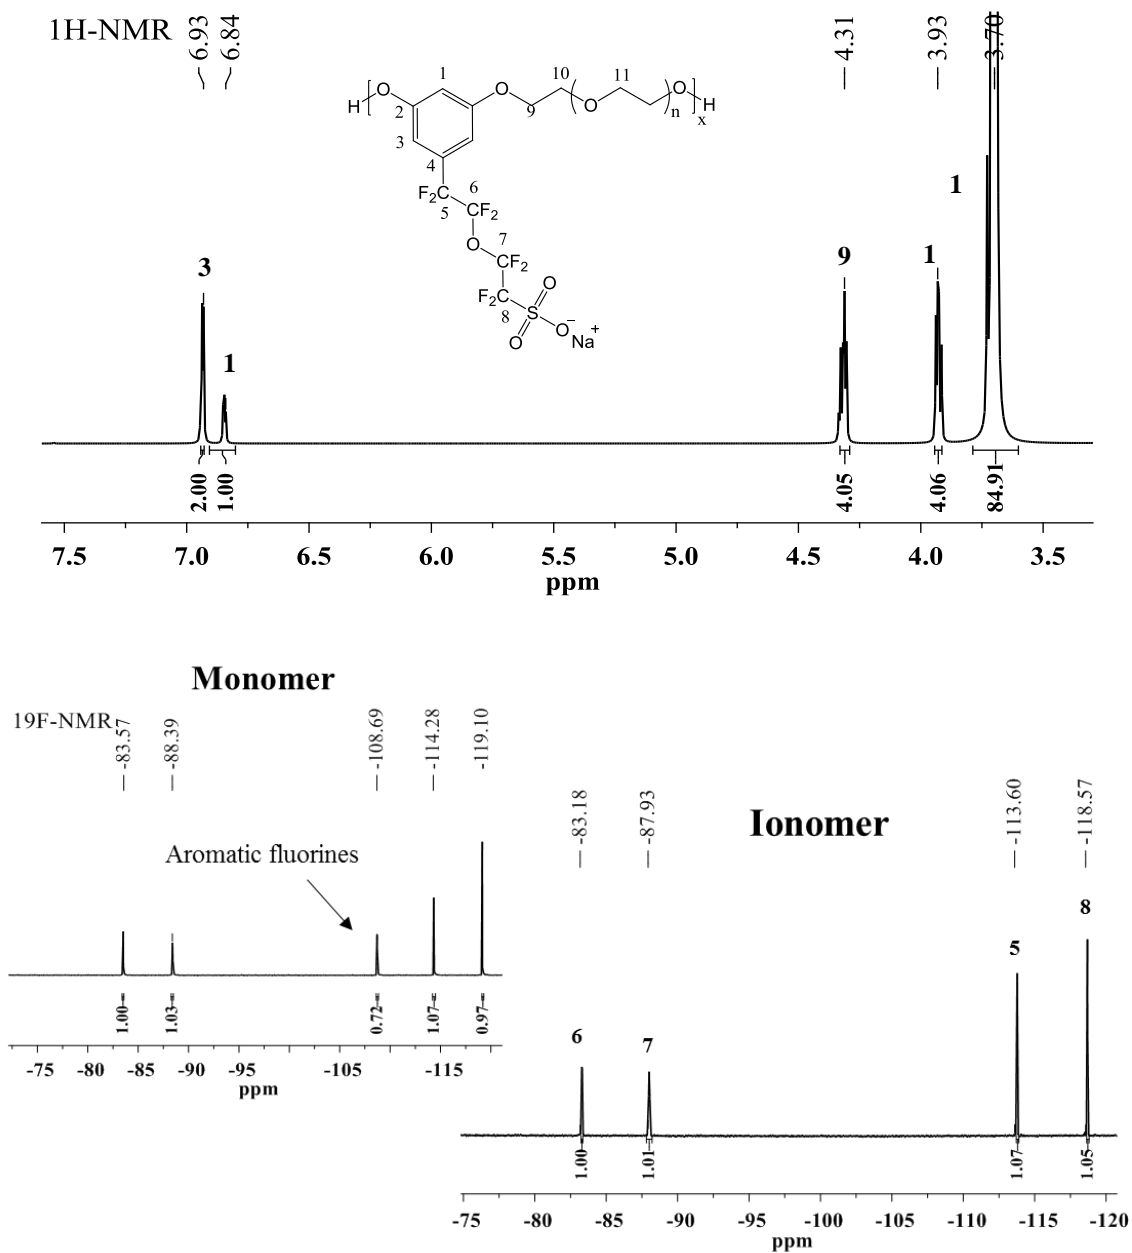 1H-NMR
6.93
6.84
4.31
3.93
3.70
H O 1 O 10 11 O O H
2 9 n x
3
4
F2C 6
5 CF2
O 7
CF2
F2C O
8 S O− Na+
O
3
1
9
1
1
2.00
1.00
4.05
4.06
84.91
7.5 7.0 6.5 6.0 5.5 5.0 4.5 4.0 3.5
ppm
Monomer
19F-NMR
-83.57
-88.39
-108.69
-114.28
-119.10
Aromatic fluorines
1.00
1.03
0.72
1.07
0.97
-75 -80 -85 -90 -95 -105 -115
ppm
Ionomer
-83.18
-87.93
-113.60
-118.57
6
7
5
8
1.00
1.01
1.07
1.05
-75 -80 -85 -90 -95 -100 -105 -110 -115 -120
ppm